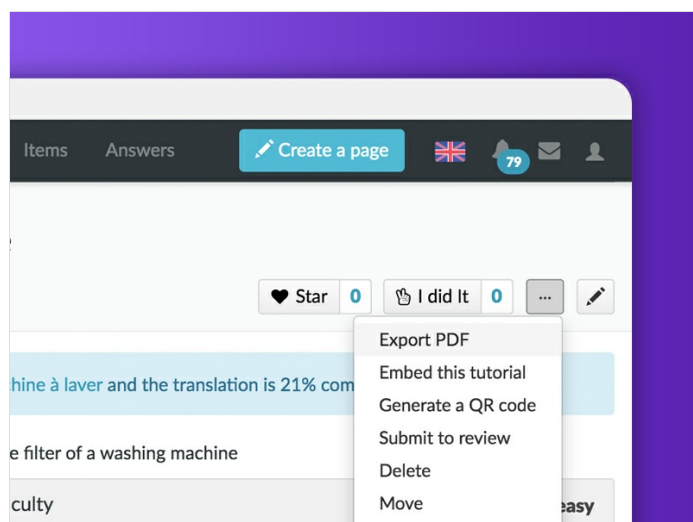 Items Answers Create a page 79
Star 0 I did It 0 ...
Export PDF
hine à laver and the translation is 21% com
Embed this tutorial
Generate a QR code
Submit to review
e filter of a washing machine
Delete
culty
Move
easy